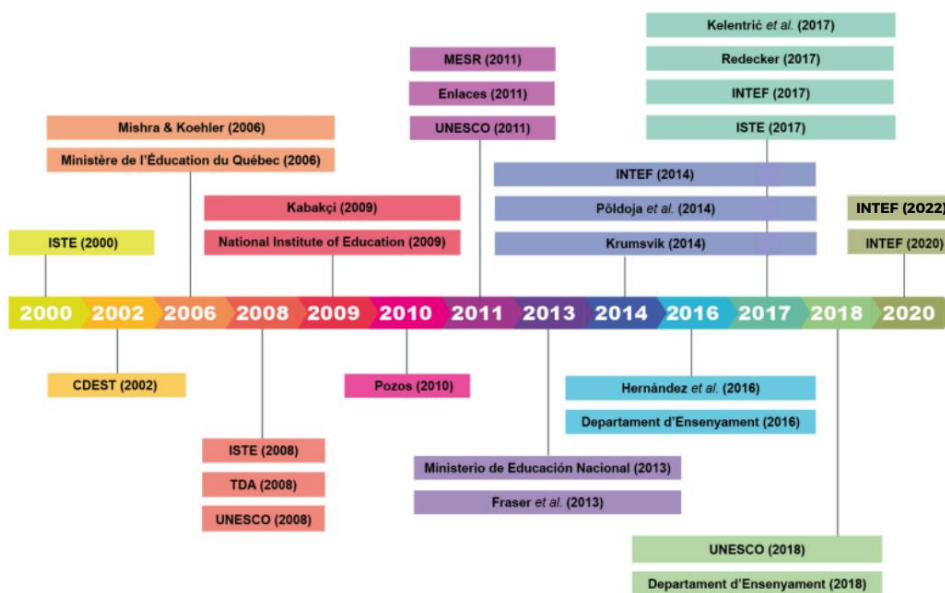 Kelentrić et al. (2017)
Redecker (2017)
INTEF (2017)
ISTE (2017)
MESR (2011)
Enlaces (2011)
UNESCO (2011)
Mishra & Koehler (2006)
Ministère de l'Éducation du Québec (2006)
INTEF (2014)
Põldoja et al. (2014)
Krumsvik (2014)
Kabakçi (2009)
National Institute of Education (2009)
INTEF (2022)
INTEF (2020)
ISTE (2000)
2000 2002 2006 2008 2009 2010 2011 2013 2014 2016 2017 2018 2020
CDEST (2002)
Pozos (2010)
Hernández et al. (2016)
Departament d'Ensenyament (2016)
ISTE (2008)
TDA (2008)
UNESCO (2008)
Ministerio de Educación Nacional (2013)
Fraser et al. (2013)
UNESCO (2018)
Departament d'Ensenyament (2018)